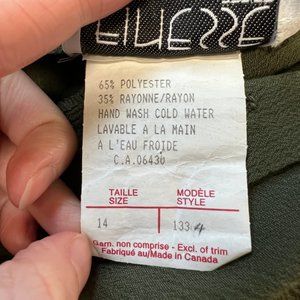 FINESSE
65% POLYESTER
35% RAYONNE/RAYON
HAND WASH COLD WATER
LAVABLE A LA MAIN
A L'EAU FROIDE
C.A.06430
TAILLE MODÈLE
SIZE STYLE
14 1334
Garn. non comprise - Excl. of trim
Fabriqué au/Made in Canada